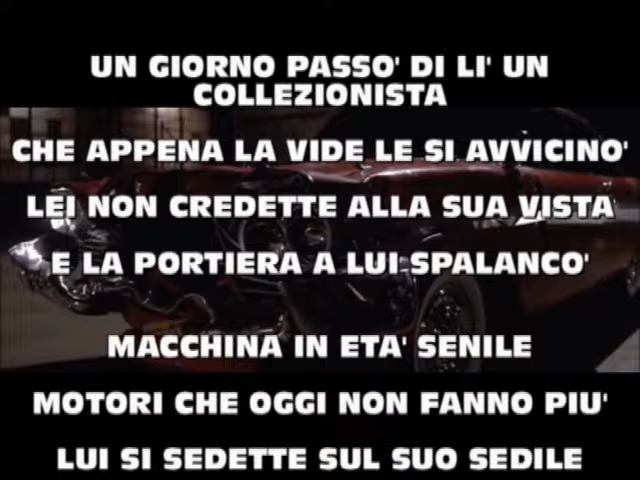 UN GIORNO PASSO' DI LI' UN
COLLEZIONISTA
CHE APPENA LA VIDE LE SI AVVICINO'
LEI NON CREDETTE ALLA SUA VISTA
E LA PORTIERA A LUI SPALANCO'
MACCHINA IN ETA' SENILE
MOTORI CHE OGGI NON FANNO PIU'
LUI SI SEDETTE SUL SUO SEDILE